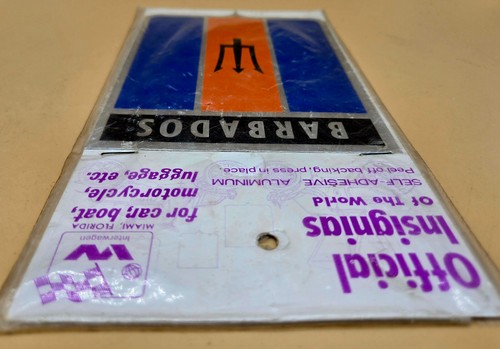 Official
Insignias
Of The World
SELF-ADHESIVE ALUMINUM
Peel off backing, press in place.
Interwagen
MIAMI, FLORIDA
for car, boat,
motorcycle,
luggage, etc.
BARBADOS